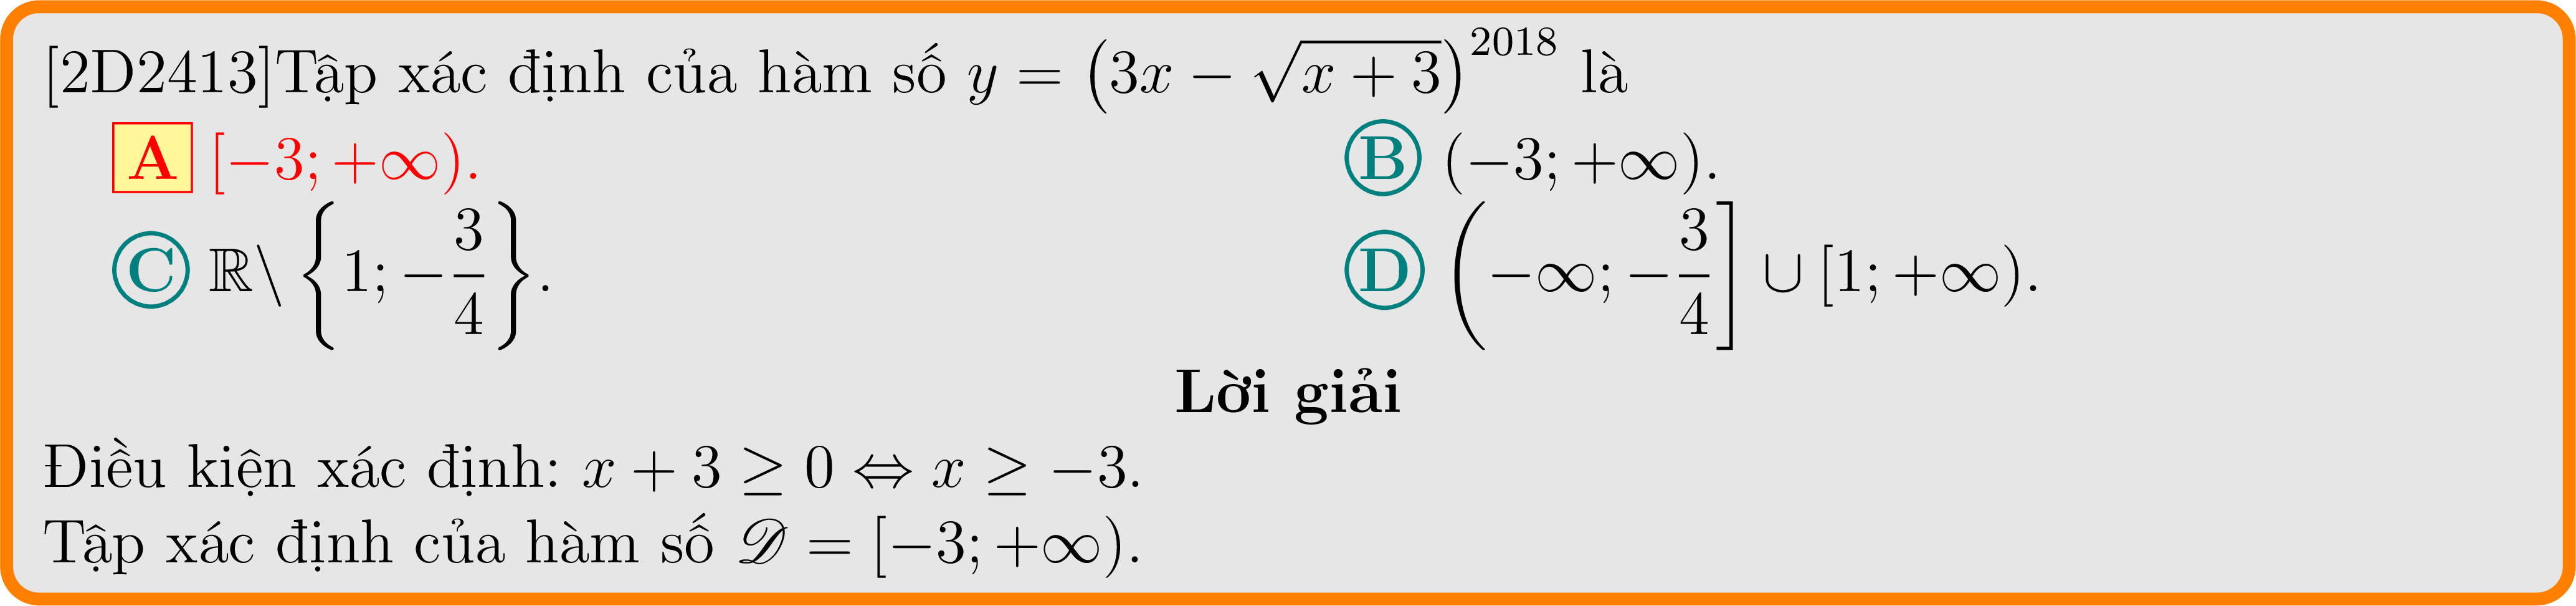 [2D2413]Tập xác định của hàm số $y = \left(3x - \sqrt{x+3}\right)^{2018}$ là
A $[-3; +\infty)$. B $(-3; +\infty)$.
C $\mathbb{R} \backslash \left\{1; -\frac{3}{4}\right\}$. D $\left(-\infty; -\frac{3}{4}\right] \cup [1; +\infty)$.
Lời giải
Điều kiện xác định: $x + 3 \geq 0 \Leftrightarrow x \geq -3$.
Tập xác định của hàm số $\mathscr{D} = [-3; +\infty)$.